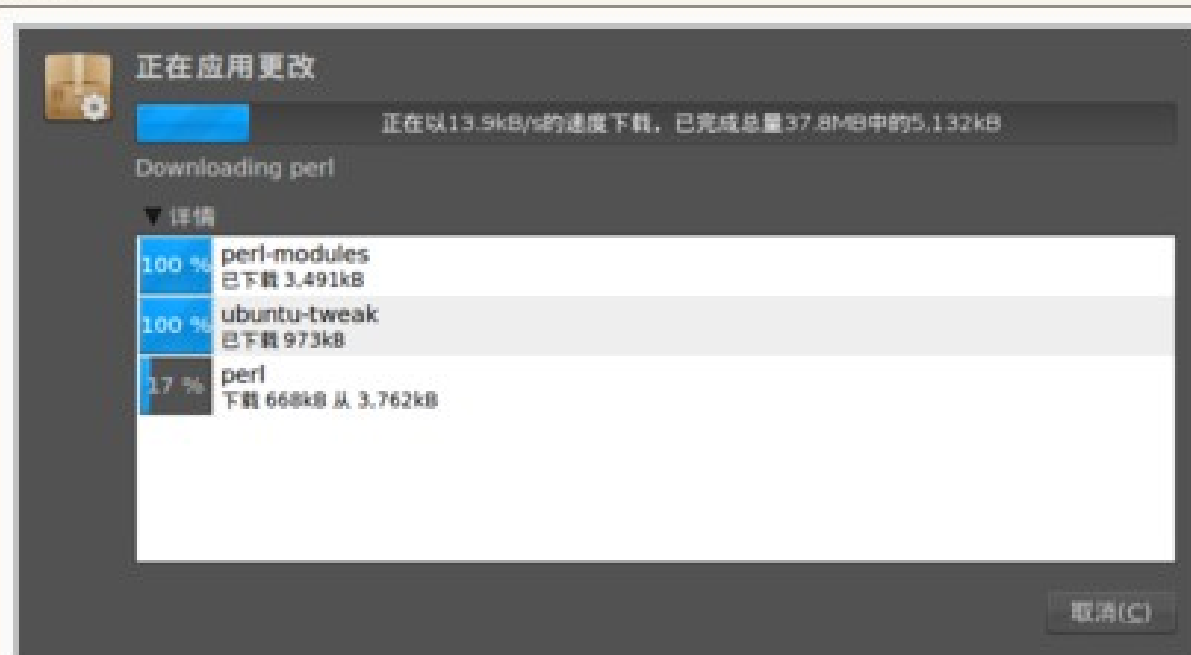 正在应用更改
正在以13.9kB/s的速度下载，已完成总量37.8MB中的5,132kB
Downloading perl
▼ 详情
100 % perl-modules
已下载 3,491kB
100 % ubuntu-tweak
已下载 973kB
17 % perl
下载 668kB 从 3,762kB
取消(C)